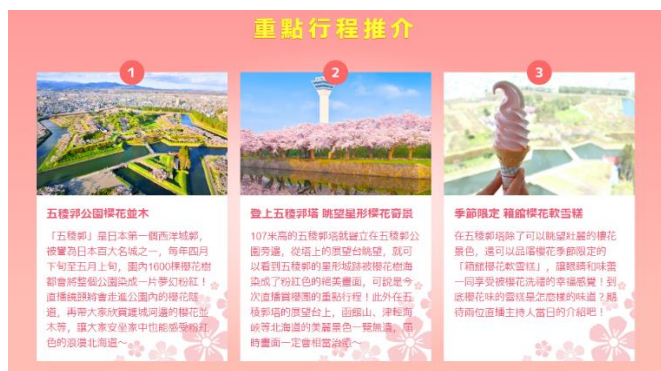 重點行程推介
1
五稜郭公園櫻花並木
「五稜郭」是日本第一個西洋城郭，
被譽為日本百大名城之一，每年四月
下旬至五月上旬，園內1600棵櫻花樹
都會將整個公園染成一片夢幻粉紅！
直播鏡頭將會走進公園內的櫻花隧
道，再帶大家欣賞護城河邊的櫻花並
木等，讓大家安坐家中也能感受粉紅
色的浪漫北海道～
2
登上五稜郭塔 眺望星形櫻花奇景
107米高的五稜郭塔就聳立在五稜郭公
園旁邊，從塔上的展望台眺望，就可
以看到五稜郭的星形城跡被櫻花樹海
染成了粉紅色的絕美畫面，可說是今
次直播賞櫻團的重點行程！此外在五
稜郭塔的展望台上，函館山、津輕海
峽等北海道的美麗景色一覽無遺，屆
時畫面一定會相當治癒～
3
季節限定 箱館櫻花軟雪糕
在五稜郭塔除了可以眺望壯麗的櫻花
景色，還可以品嚐櫻花季節限定的
「箱館櫻花軟雪糕」，讓眼睛和味蕾
一同享受被櫻花洗禮的幸福感覺！到
底櫻花味的雪糕是怎麼樣的味道？期
待兩位直播主持人當日的介紹吧！